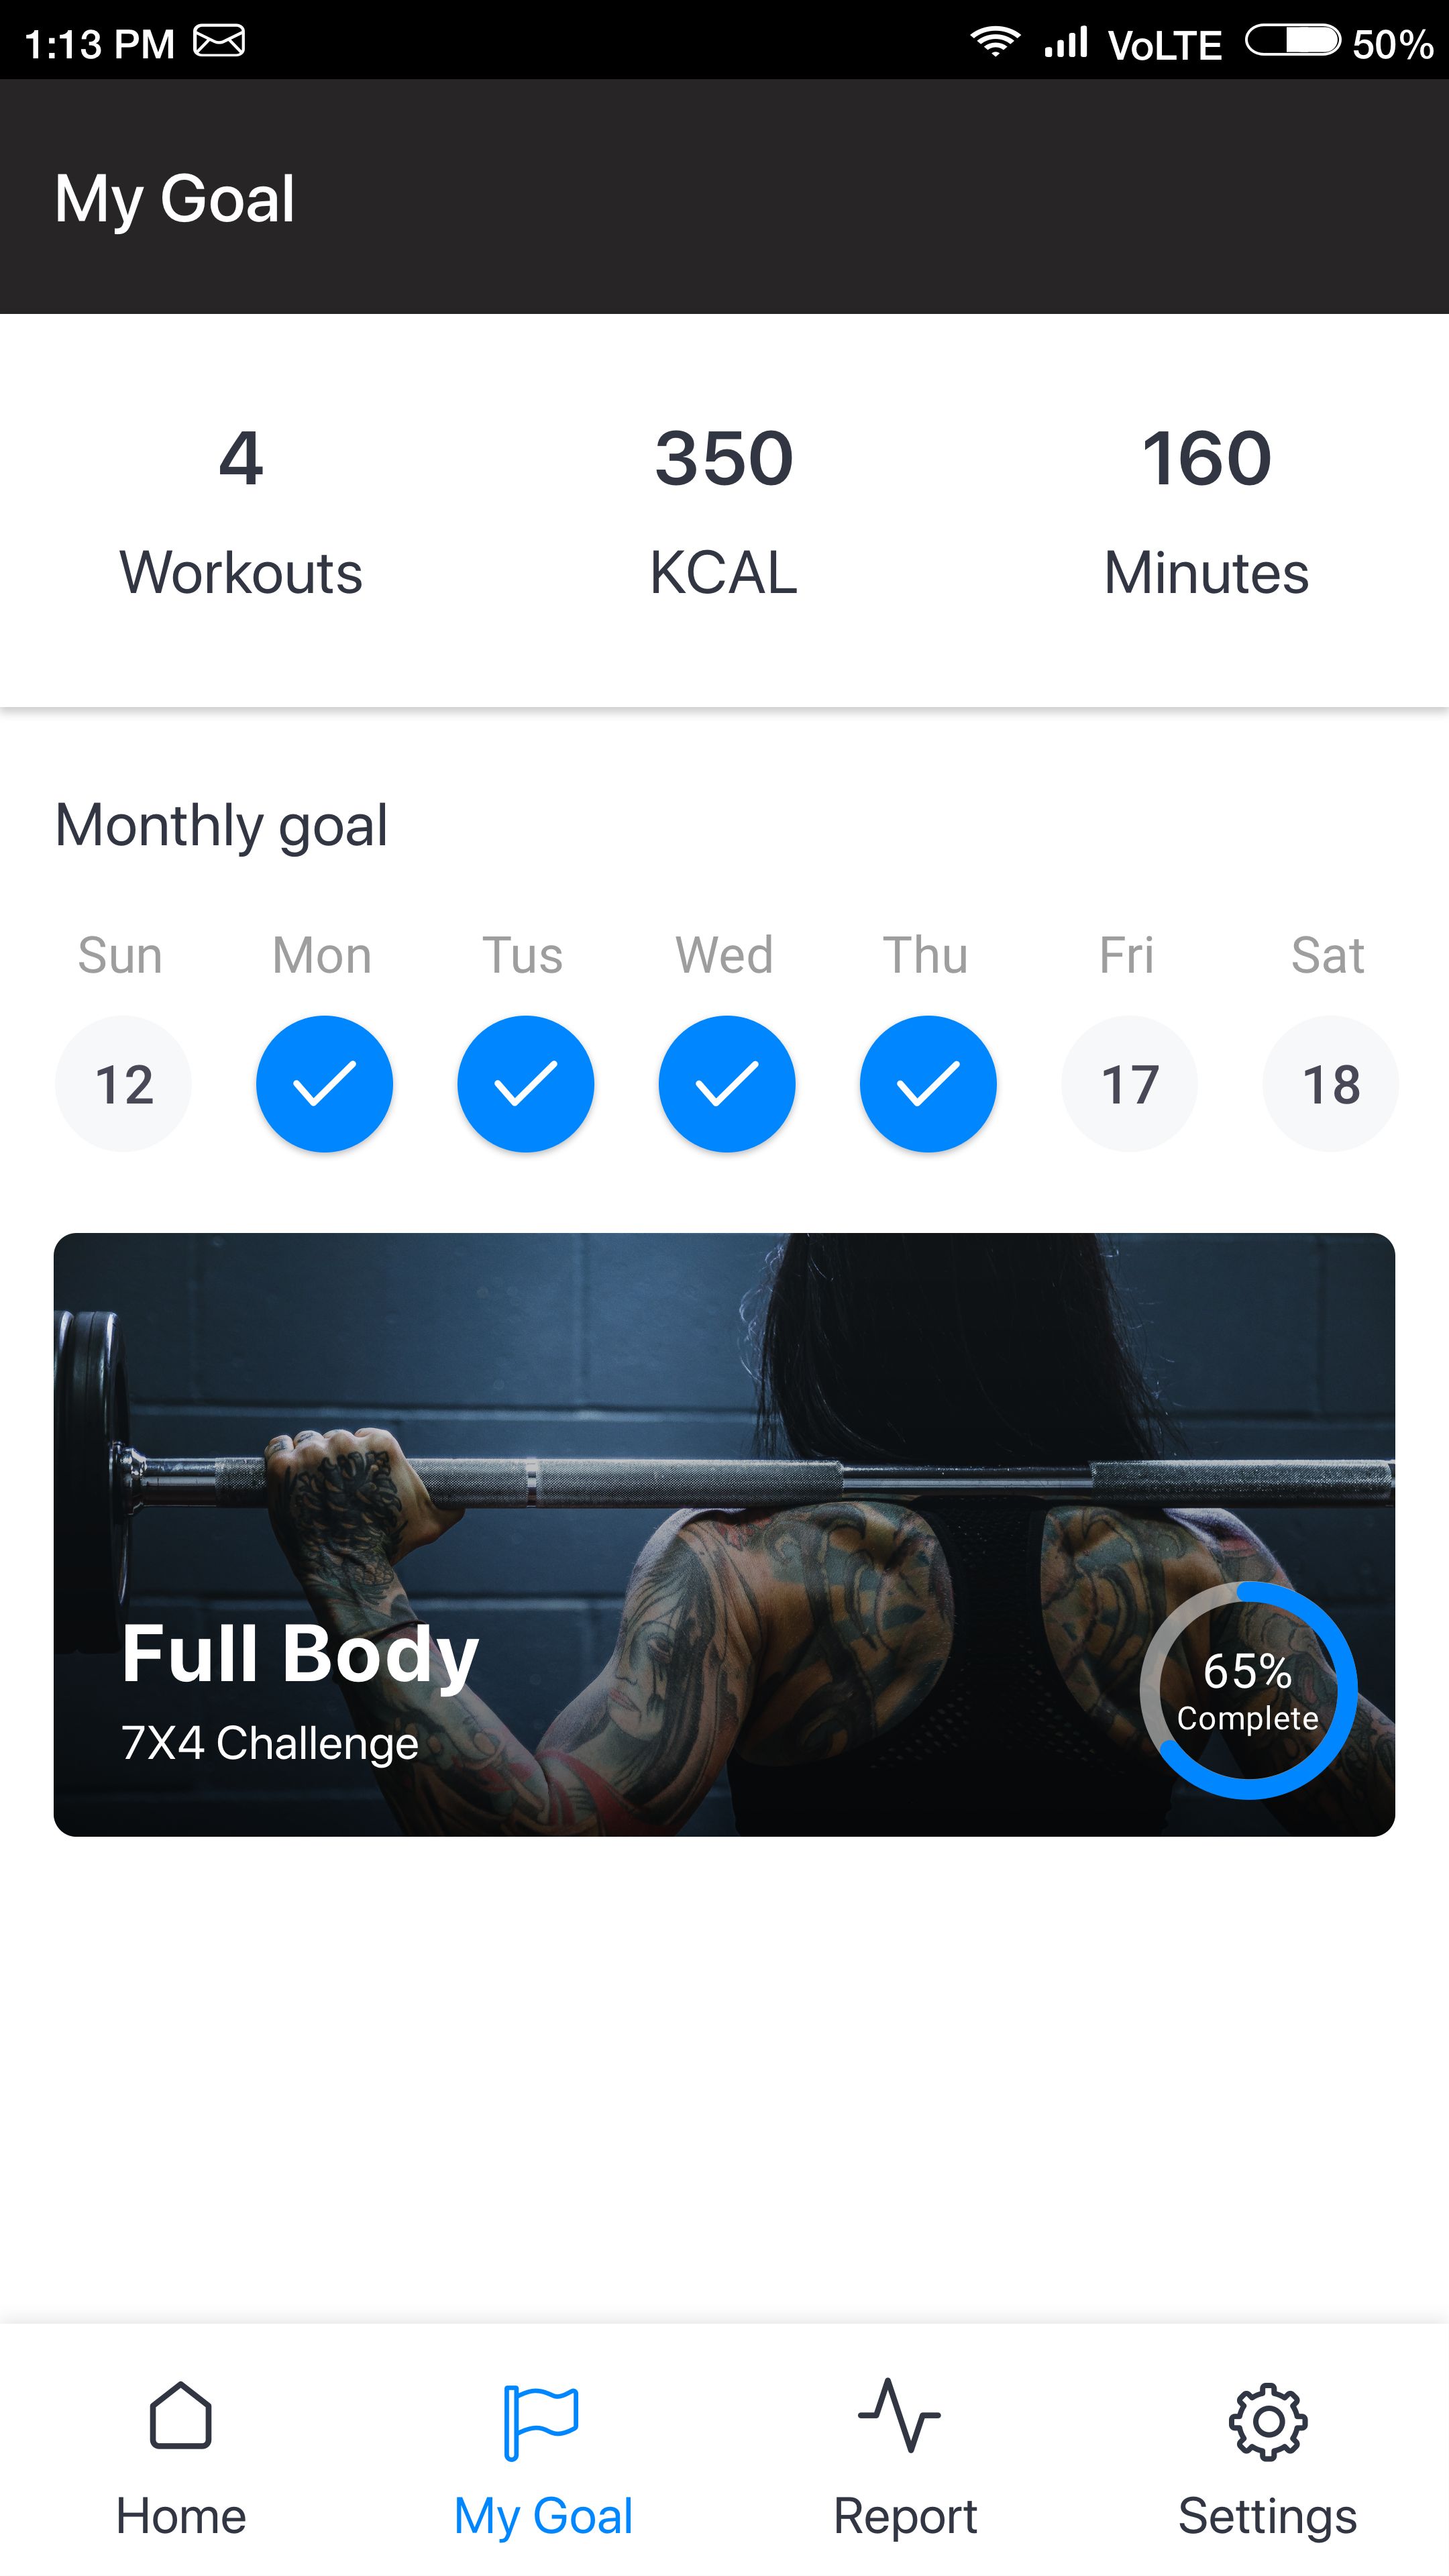 1:13 PM VoLTE 50%
My Goal
4 350 160
Workouts KCAL Minutes
Monthly goal
Sun Mon Tus Wed Thu Fri Sat
12 17 18
Full Body
7X4 Challenge
65%
Complete
Home My Goal Report Settings